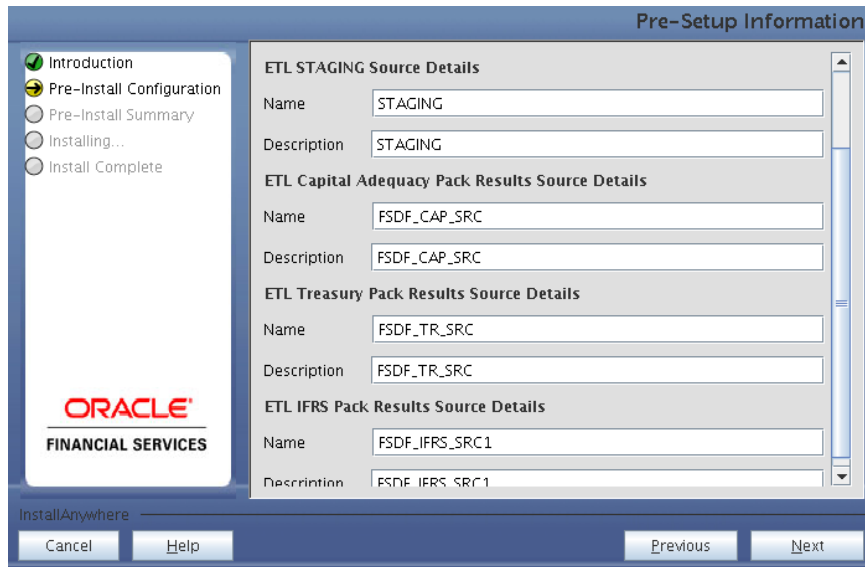 Pre-Setup Information
Introduction
Pre-Install Configuration
Pre-Install Summary
Installing...
Install Complete
ORACLE'
FINANCIAL SERVICES
ETL STAGING Source Details
Name STAGING
Description STAGING
ETL Capital Adequacy Pack Results Source Details
Name FSDF_CAP_SRC
Description FSDF_CAP_SRC
ETL Treasury Pack Results Source Details
Name FSDF_TR_SRC
Description FSDF_TR_SRC
ETL IFRS Pack Results Source Details
Name FSDF_IFRS_SRC1
Description FSDF_IFRS_SRC1
InstallAnywhere
Cancel Help Previous Next